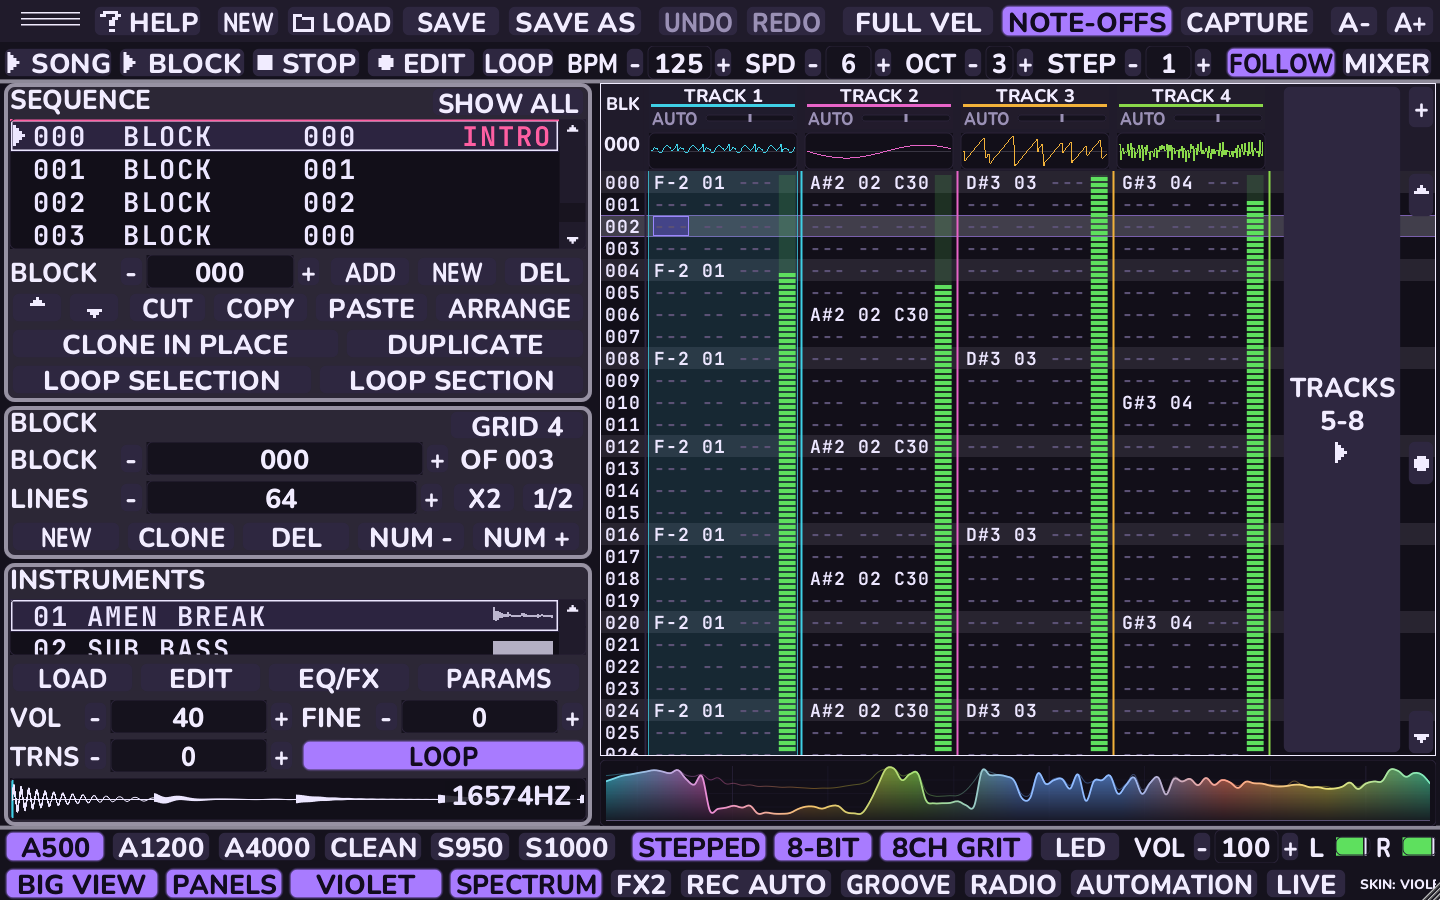 HELP NEW LOAD SAVE SAVE AS UNDO REDO FULL VEL NOTE-OFFS CAPTURE A- A+
SONG BLOCK STOP EDIT LOOP BPM - 125 + SPD - 6 + OCT - 3 + STEP - 1 + FOLLOW MIXER
SEQUENCE SHOW ALL
000 BLOCK 000 INTRO
001 BLOCK 001
002 BLOCK 002
003 BLOCK 000
BLOCK - 000 + ADD NEW DEL
CUT COPY PASTE ARRANGE
CLONE IN PLACE DUPLICATE
LOOP SELECTION LOOP SECTION
BLOCK GRID 4
BLOCK - 000 + OF 003
LINES - 64 + X2 1/2
NEW CLONE DEL NUM - NUM +
INSTRUMENTS
01 AMEN BREAK
02 SUB BASS
LOAD EDIT EQ/FX PARAMS
VOL - 40 + FINE - 0 +
TRNS - 0 + LOOP
16574HZ
BLK TRACK 1 TRACK 2 TRACK 3 TRACK 4 +
AUTO AUTO AUTO AUTO
000
000 F-2 01 --- A#2 02 C30 D#3 03 --- G#3 04 ---
001 --- -- --- --- -- --- --- -- --- --- -- ---
002 --- -- --- --- -- --- --- -- --- --- -- ---
003 --- -- --- --- -- --- --- -- --- --- -- ---
004 F-2 01 --- --- -- --- --- -- --- --- -- ---
005 --- -- --- --- -- --- --- -- --- --- -- ---
006 --- -- --- A#2 02 C30 --- -- --- --- -- ---
007 --- -- --- --- -- --- --- -- --- --- -- ---
008 F-2 01 --- --- -- --- D#3 03 --- --- -- ---
009 --- -- --- --- -- --- --- -- --- --- -- ---
010 --- -- --- --- -- --- --- -- --- G#3 04 ---
011 --- -- --- --- -- --- --- -- --- --- -- ---
012 F-2 01 --- A#2 02 C30 --- -- --- --- -- ---
013 --- -- --- --- -- --- --- -- --- --- -- ---
014 --- -- --- --- -- --- --- -- --- --- -- ---
015 --- -- --- --- -- --- --- -- --- --- -- ---
016 F-2 01 --- --- -- --- D#3 03 --- --- -- ---
017 --- -- --- --- -- --- --- -- --- --- -- ---
018 --- -- --- A#2 02 C30 --- -- --- --- -- ---
019 --- -- --- --- -- --- --- -- --- --- -- ---
020 F-2 01 --- --- -- --- --- -- --- G#3 04 ---
021 --- -- --- --- -- --- --- -- --- --- -- ---
022 --- -- --- --- -- --- --- -- --- --- -- ---
023 --- -- --- --- -- --- --- -- --- --- -- ---
024 F-2 01 --- A#2 02 C30 D#3 03 --- --- -- ---
025 --- -- --- --- -- --- --- -- --- --- -- ---
026
TRACKS
5-8
A500 A1200 A4000 CLEAN S950 S1000 STEPPED 8-BIT 8CH GRIT LED VOL - 100 + L R
BIG VIEW PANELS VIOLET SPECTRUM FX2 REC AUTO GROOVE RADIO AUTOMATION LIVE SKIN: